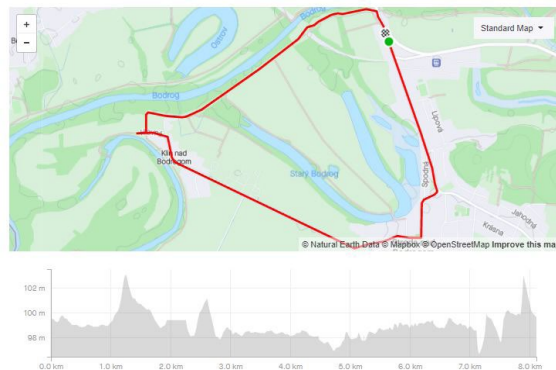 +
−
Standard Map
Ostrov
Bodrog
Bodrog
Lipová
Klin nad
Bodrogom
Starý Bodrog
Spodná
Jahodná
Krásna
© Natural Earth Data © Mapbox © OpenStreetMap Improve this ma
102 m
100 m
98 m
0.0 km
1.0 km
2.0 km
3.0 km
4.0 km
5.0 km
6.0 km
7.0 km
8.0 km